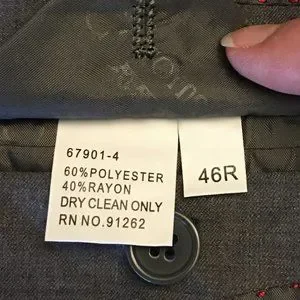 67901-4
60%POLYESTER
40%RAYON
DRY CLEAN ONLY
RN NO.91262
46R